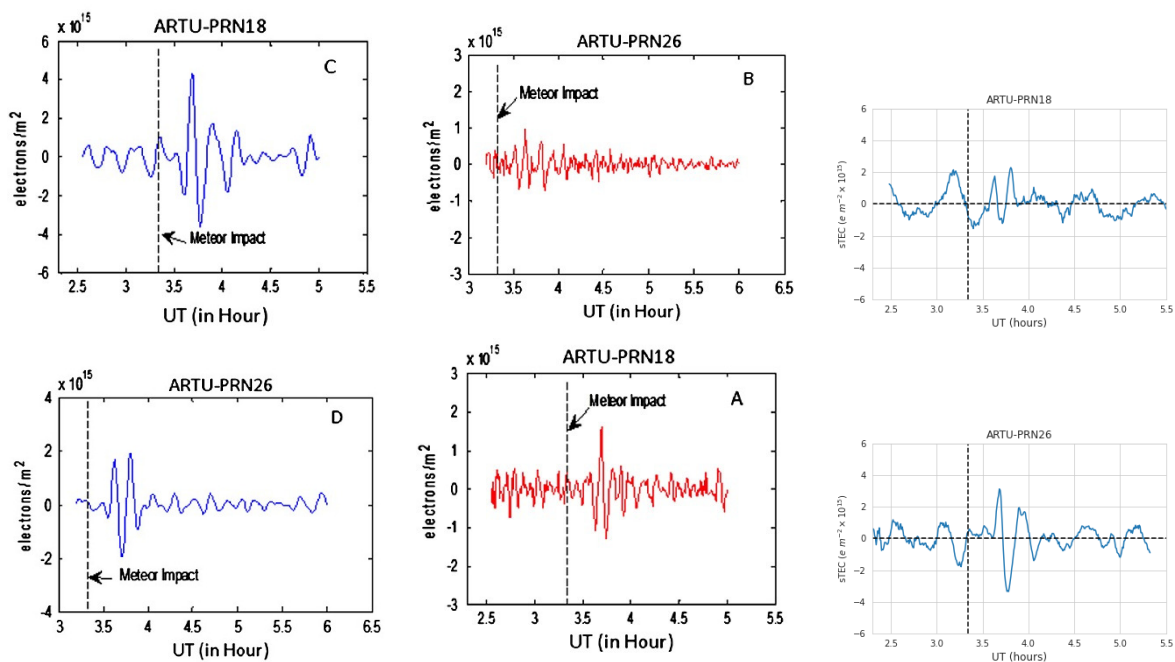 ARTU-PRN18
x 10¹⁵
C
6
4
2
0
-2
-4
-6
electrons/m²
Meteor Impact
2.5 3 3.5 4 4.5 5 5.5
UT (in Hour)
ARTU-PRN26
x 10¹⁵
B
Meteor Impact
3
2
1
0
-1
-2
-3
electrons/m²
3 3.5 4 4.5 5 5.5 6 6.5
UT (in Hour)
ARTU-PRN18
6
4
2
0
−2
−4
−6
sTEC (e m⁻² × 10¹⁵)
2.5 3.0 3.5 4.0 4.5 5.0 5.5
UT (hours)
ARTU-PRN26
x 10¹⁵
D
4
2
0
-2
-4
electrons/m²
Meteor Impact
3 3.5 4 4.5 5 5.5 6 6.5
UT (in Hour)
ARTU-PRN18
x 10¹⁵
A
Meteor Impact
3
2
1
0
-1
-2
-3
electrons/m²
2.5 3 3.5 4 4.5 5 5.5
UT (in Hour)
ARTU-PRN26
6
4
2
0
−2
−4
−6
sTEC (e m⁻² × 10¹⁵)
2.5 3.0 3.5 4.0 4.5 5.0 5.5
UT (hours)